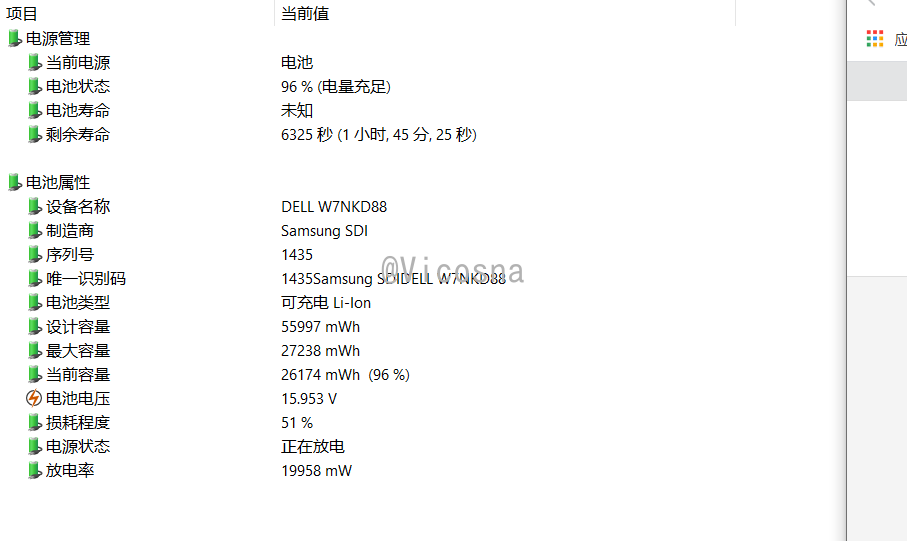 项目 当前值
应
电源管理
当前电源 电池
电池状态 96 % (电量充足)
电池寿命 未知
剩余寿命 6325 秒 (1 小时, 45 分, 25 秒)
电池属性
设备名称 DELL W7NKD88
制造商 Samsung SDI
序列号 1435
@Vicosna
唯一识别码 1435Samsung SDIDELL W7NKD88
电池类型 可充电 Li-Ion
设计容量 55997 mWh
最大容量 27238 mWh
当前容量 26174 mWh (96 %)
电池电压 15.953 V
损耗程度 51 %
电源状态 正在放电
放电率 19958 mW